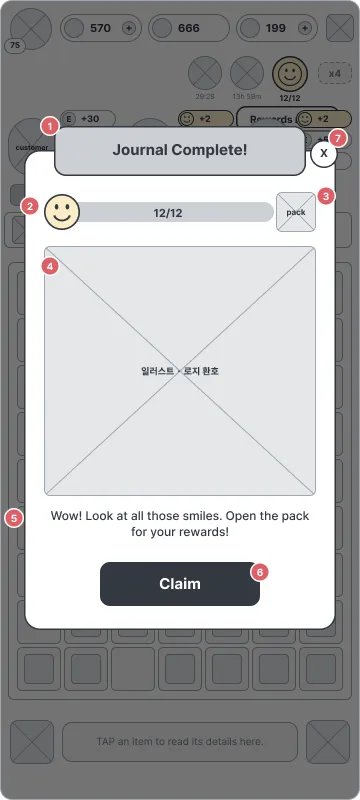 570
+
666
199
+
75
x4
29:28
13h 58m
12/12
E
+30
+2
Rewards
+2
customer
1
Journal Complete!
7
X
2
12/12
3
pack
4
일러스트 - 로지 환호
5
Wow! Look at all those smiles. Open the pack
for your rewards!
6
Claim
TAP an item to read its details here.